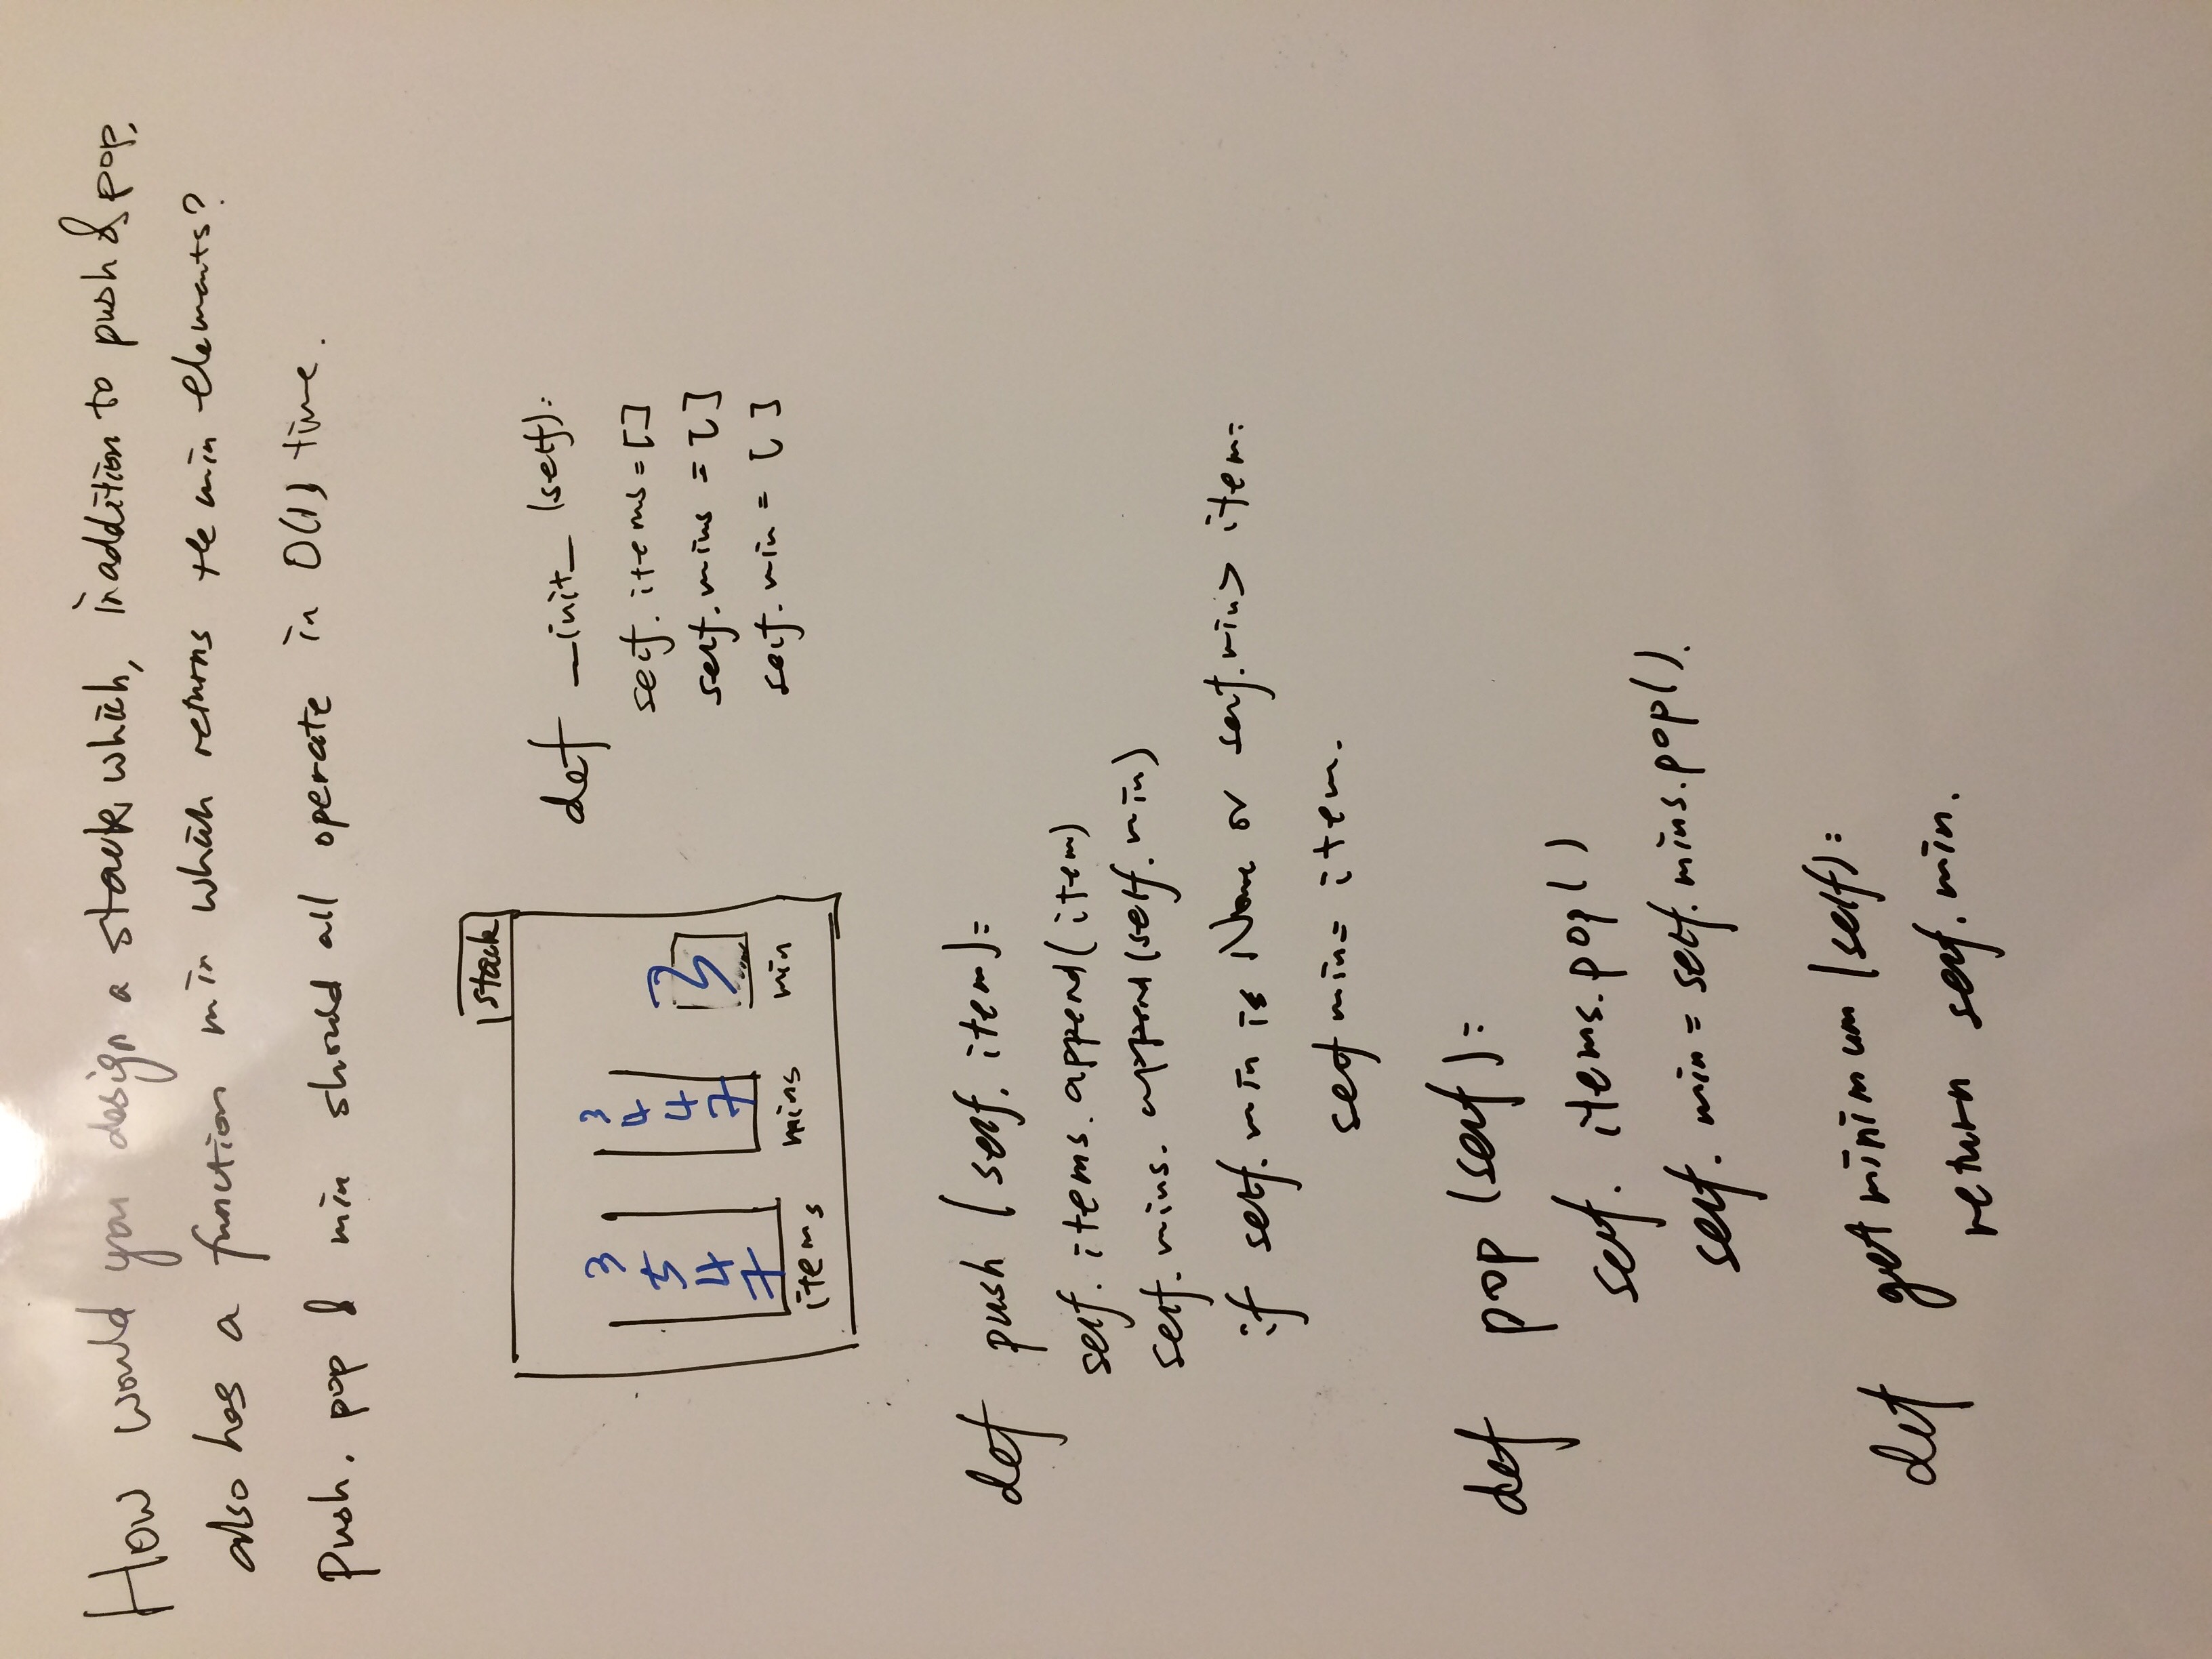 How would you design a stack which, in addition to push & pop,
also has a function min which returns the min elements?
Push. pop & min should all operate in O(1) time.
stack
3
5
4
7
items
3
4
4
7
mins
3
min
def _init_ (self):
self. items = []
self. mins = []
self. min = []
def push (self, item):
self. items. append(item)
self. mins. append(self. min)
if self. min is None or self. min > item:
self min = item.
def pop (self):
self. items. pop()
self. min = self. mins. pop().
def getminimum (self):
return self. min.